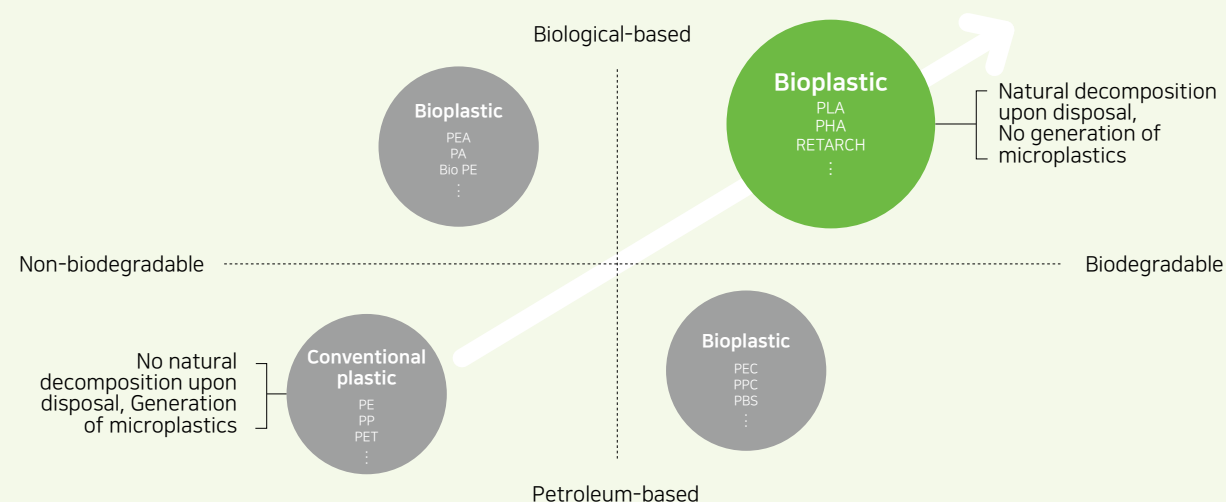 Biological-based
Bioplastic
PEA
PA
Bio PE
⋮
Bioplastic
PLA
PHA
RETARCH
⋮
Natural decomposition
upon disposal,
No generation of
microplastics
Non-biodegradable
Biodegradable
No natural
decomposition upon
disposal, Generation
of microplastics
Conventional
plastic
PE
PP
PET
⋮
Bioplastic
PEC
PPC
PBS
⋮
Petroleum-based